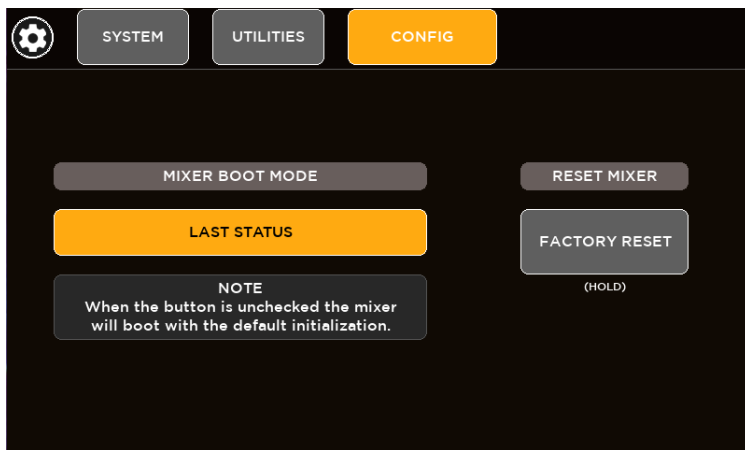 SYSTEM
UTILITIES
CONFIG
MIXER BOOT MODE
LAST STATUS
NOTE
When the button is unchecked the mixer
will boot with the default initialization.
RESET MIXER
FACTORY RESET
(HOLD)